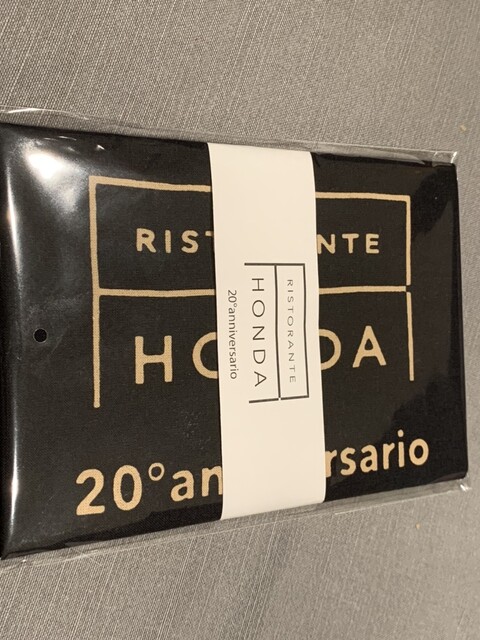 RIST NTE
HO DA
20°an rsario
RISTORANTE
HONDA
20°anniversario